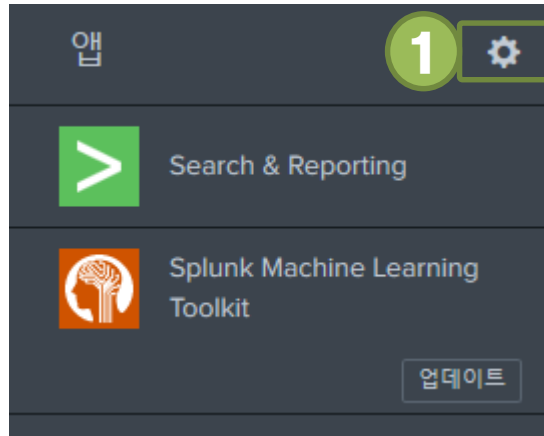 앱
1
Search & Reporting
Splunk Machine Learning
Toolkit
업데이트